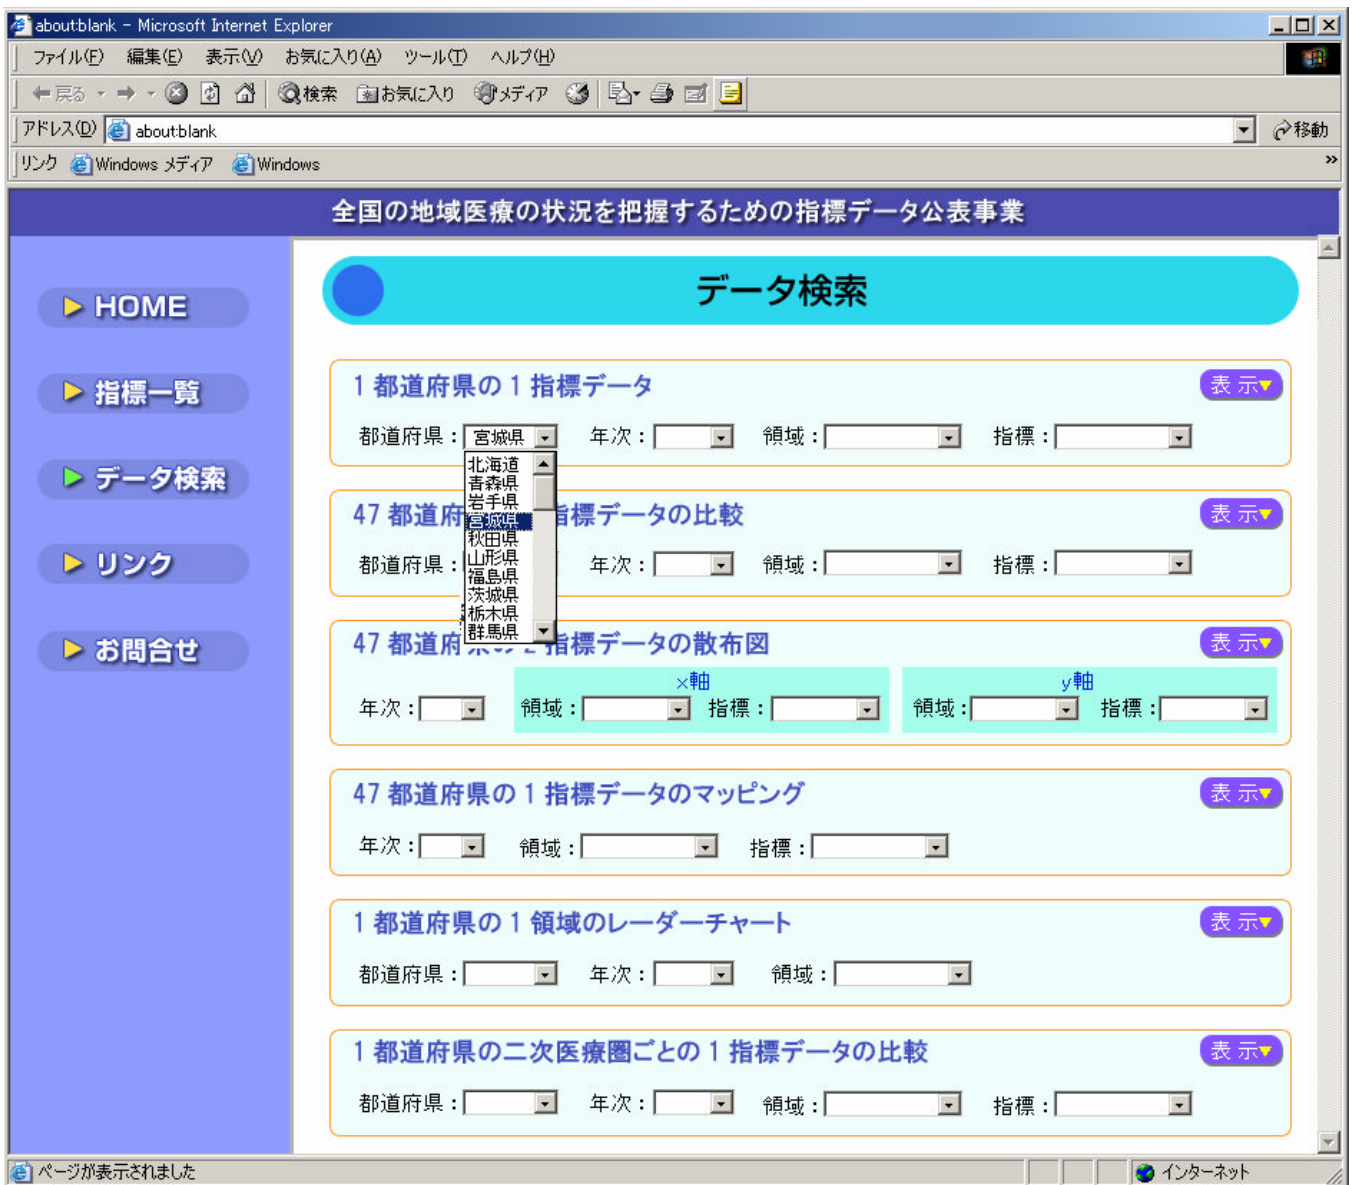 about:blank - Microsoft Internet Explorer
ファイル(F) 編集(E) 表示(V) お気に入り(A) ツール(T) ヘルプ(H)
戻る 検索 お気に入り メディア
アドレス(D) about:blank 移動
リンク Windows メディア Windows »
全国の地域医療の状況を把握するための指標データ公表事業
HOME
指標一覧
データ検索
リンク
お問合せ
データ検索
1 都道府県の 1 指標データ 表 示
都道府県: 宮城県 年次: 領域: 指標:
北海道
青森県
岩手県
宮城県
秋田県
山形県
福島県
茨城県
栃木県
群馬県
47 都道府 指標データの比較 表 示
都道府県: 年次: 領域: 指標:
47 都道府県の 2 指標データの散布図 表 示
x軸 y軸
年次: 領域: 指標: 領域: 指標:
47 都道府県の 1 指標データのマッピング 表 示
年次: 領域: 指標:
1 都道府県の 1 領域のレーダーチャート 表 示
都道府県: 年次: 領域:
1 都道府県の二次医療圏ごとの 1 指標データの比較 表 示
都道府県: 年次: 領域: 指標:
ページが表示されました インターネット